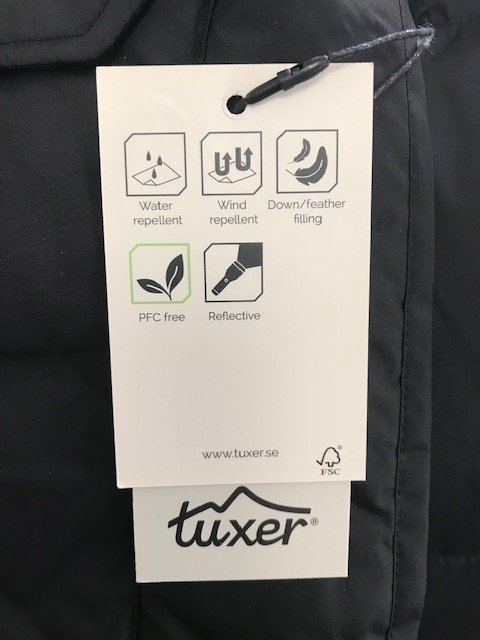 Water
repellent
Wind
repellent
Down/feather
filling
PFC free
Reflective
www.tuxer.se
FSC
tuxer®